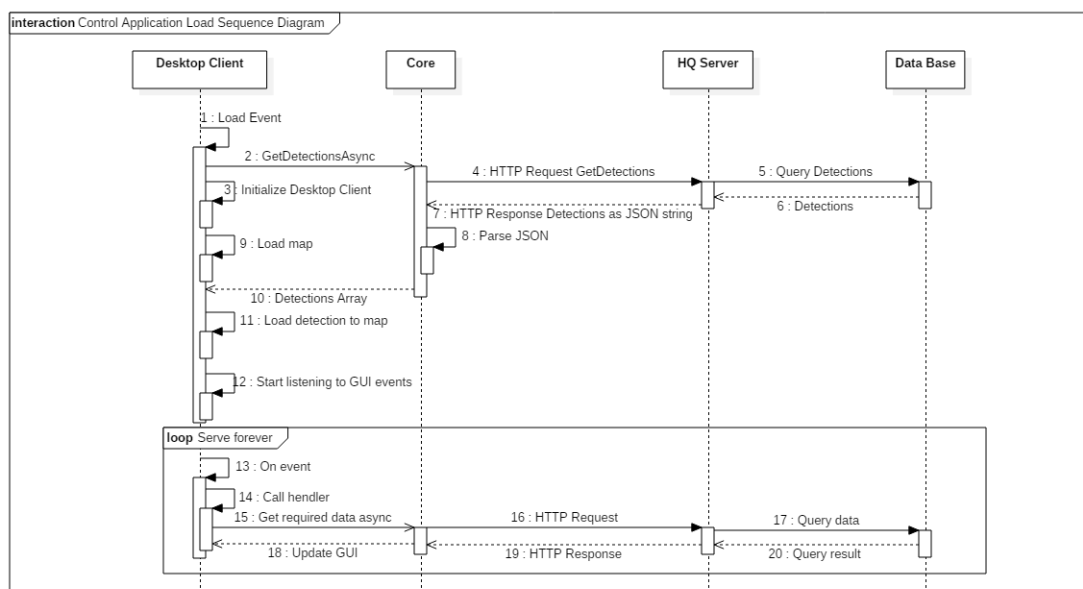 interaction Control Application Load Sequence Diagram
Desktop Client
Core
HQ Server
Data Base
1 : Load Event
2 : GetDetectionsAsync
4 : HTTP Request GetDetections
5 : Query Detections
3 : Initialize Desktop Client
6 : Detections
7 : HTTP Response Detections as JSON string
8 : Parse JSON
9 : Load map
10 : Detections Array
11 : Load detection to map
12 : Start listening to GUI events
loop Serve forever
13 : On event
14 : Call hendler
15 : Get required data async
16 : HTTP Request
17 : Query data
18 : Update GUI
19 : HTTP Response
20 : Query result